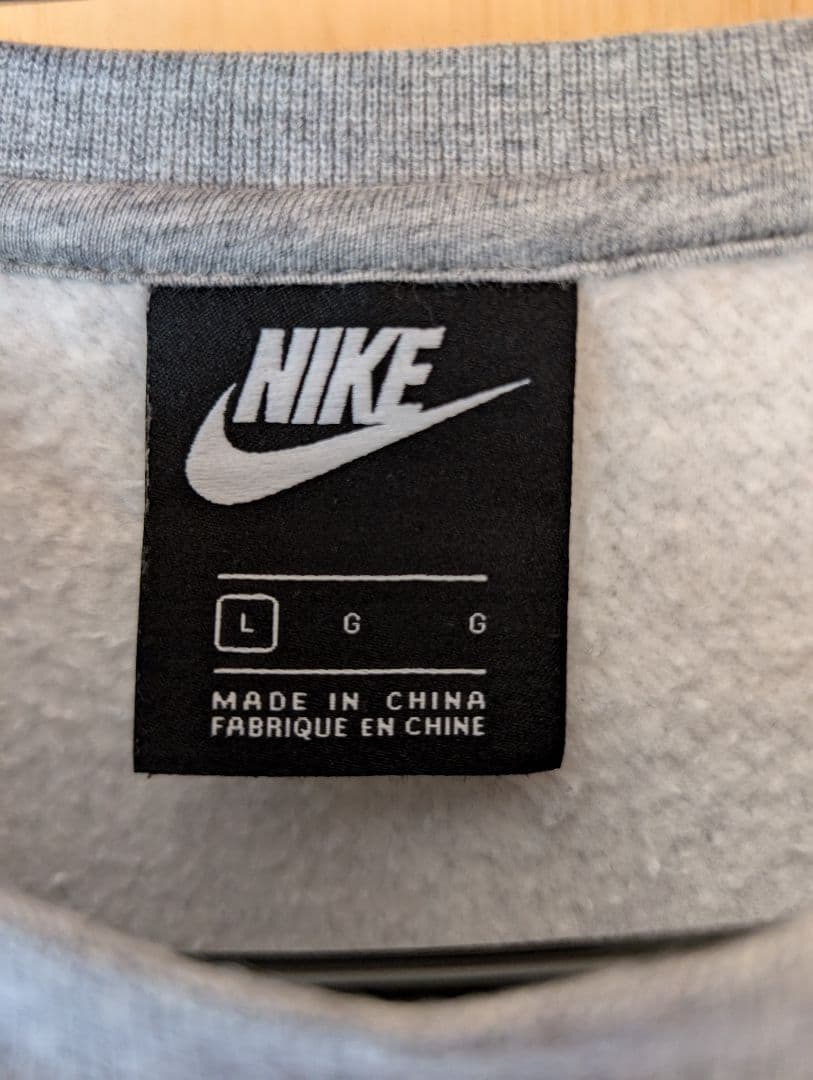 NIKE
L G G
MADE IN CHINA
FABRIQUE EN CHINE